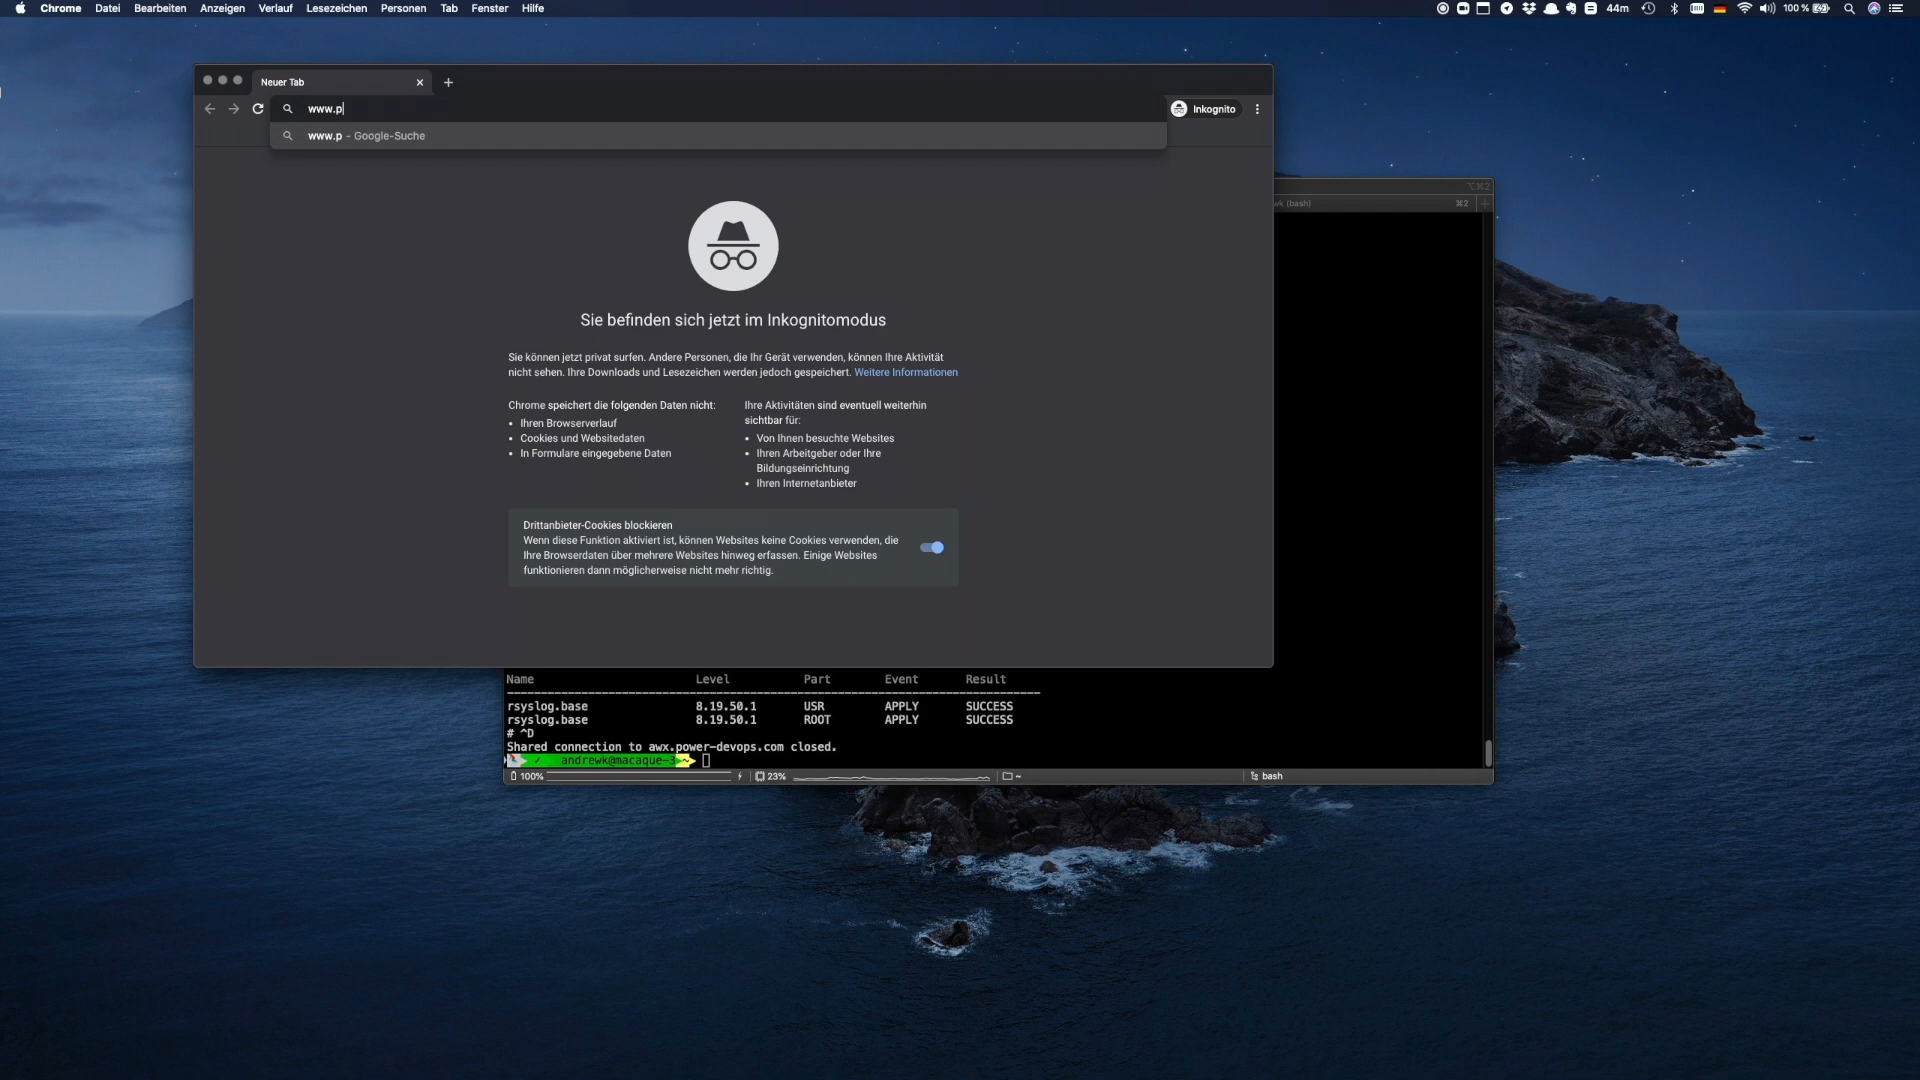 Chrome Datei Bearbeiten Anzeigen Verlauf Lesezeichen Personen Tab Fenster Hilfe
44m 100 %
Neuer Tab
www.p
Inkognito
www.p - Google-Suche
⌥⌘2
wk (bash) ⌘2
Sie befinden sich jetzt im Inkognitomodus
Sie können jetzt privat surfen. Andere Personen, die Ihr Gerät verwenden, können Ihre Aktivität
nicht sehen. Ihre Downloads und Lesezeichen werden jedoch gespeichert. Weitere Informationen
Chrome speichert die folgenden Daten nicht:
• Ihren Browserverlauf
• Cookies und Websitedaten
• In Formulare eingegebene Daten
Ihre Aktivitäten sind eventuell weiterhin
sichtbar für:
• Von Ihnen besuchte Websites
• Ihren Arbeitgeber oder Ihre
Bildungseinrichtung
• Ihren Internetanbieter
Drittanbieter-Cookies blockieren
Wenn diese Funktion aktiviert ist, können Websites keine Cookies verwenden, die
Ihre Browserdaten über mehrere Websites hinweg erfassen. Einige Websites
funktionieren dann möglicherweise nicht mehr richtig.
Name Level Part Event Result
rsyslog.base 8.19.50.1 USR APPLY SUCCESS
rsyslog.base 8.19.50.1 ROOT APPLY SUCCESS
# ^D
Shared connection to awx.power-devops.com closed.
✓ andrewk@macaque-3 ~
100% 23% ~ bash